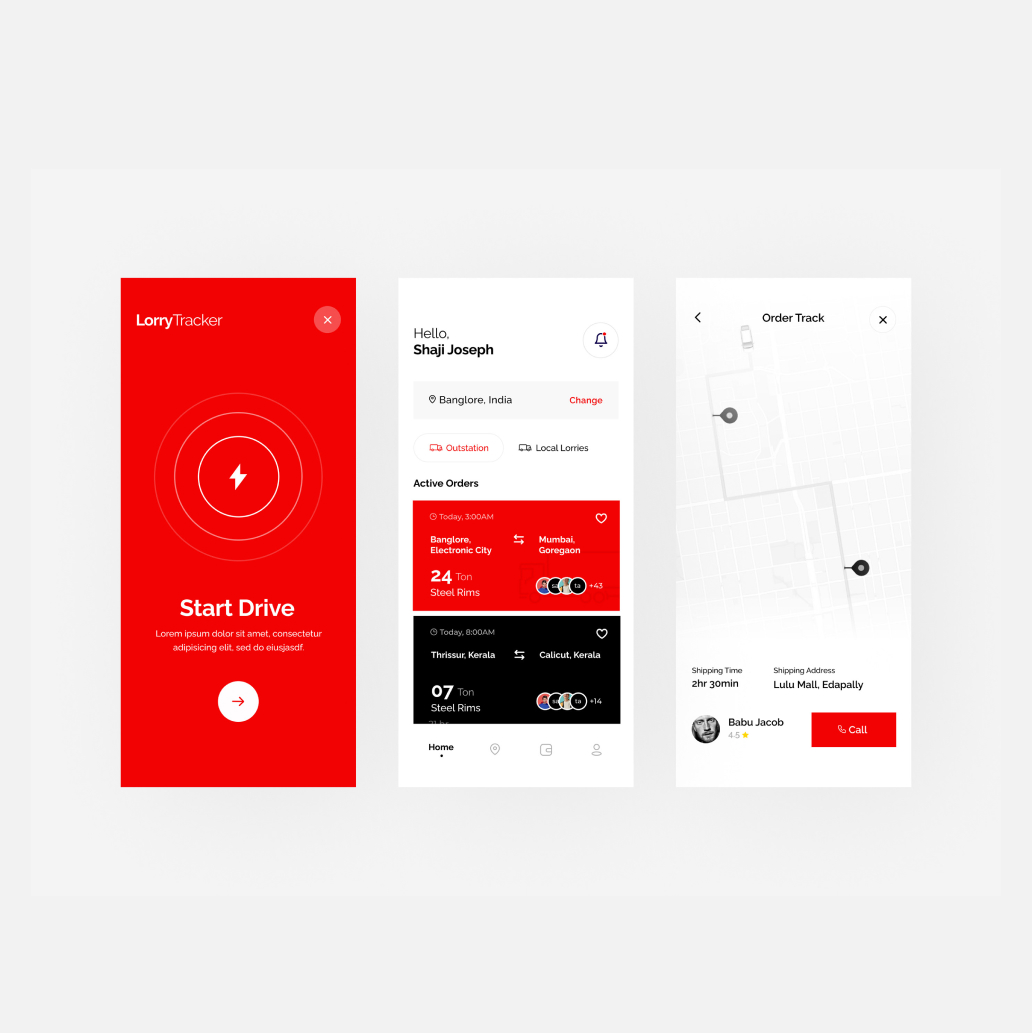 LorryTracker
Start Drive
Lorem ipsum dolor sit amet, consectetur
adipisicing elit, sed do eiusjasdf.
Hello,
Shaji Joseph
Banglore, India
Change
Outstation
Local Lorries
Active Orders
Today, 3:00AM
Banglore,
Electronic City
Mumbai,
Goregaon
24 Ton
Steel Rims
sa
ta
+43
Today, 8:00AM
Thrissur, Kerala
Calicut, Kerala
07 Ton
Steel Rims
sa
ta
+14
Home
Order Track
Shipping Time
2hr 30min
Shipping Address
Lulu Mall, Edapally
Babu Jacob
4.5
Call